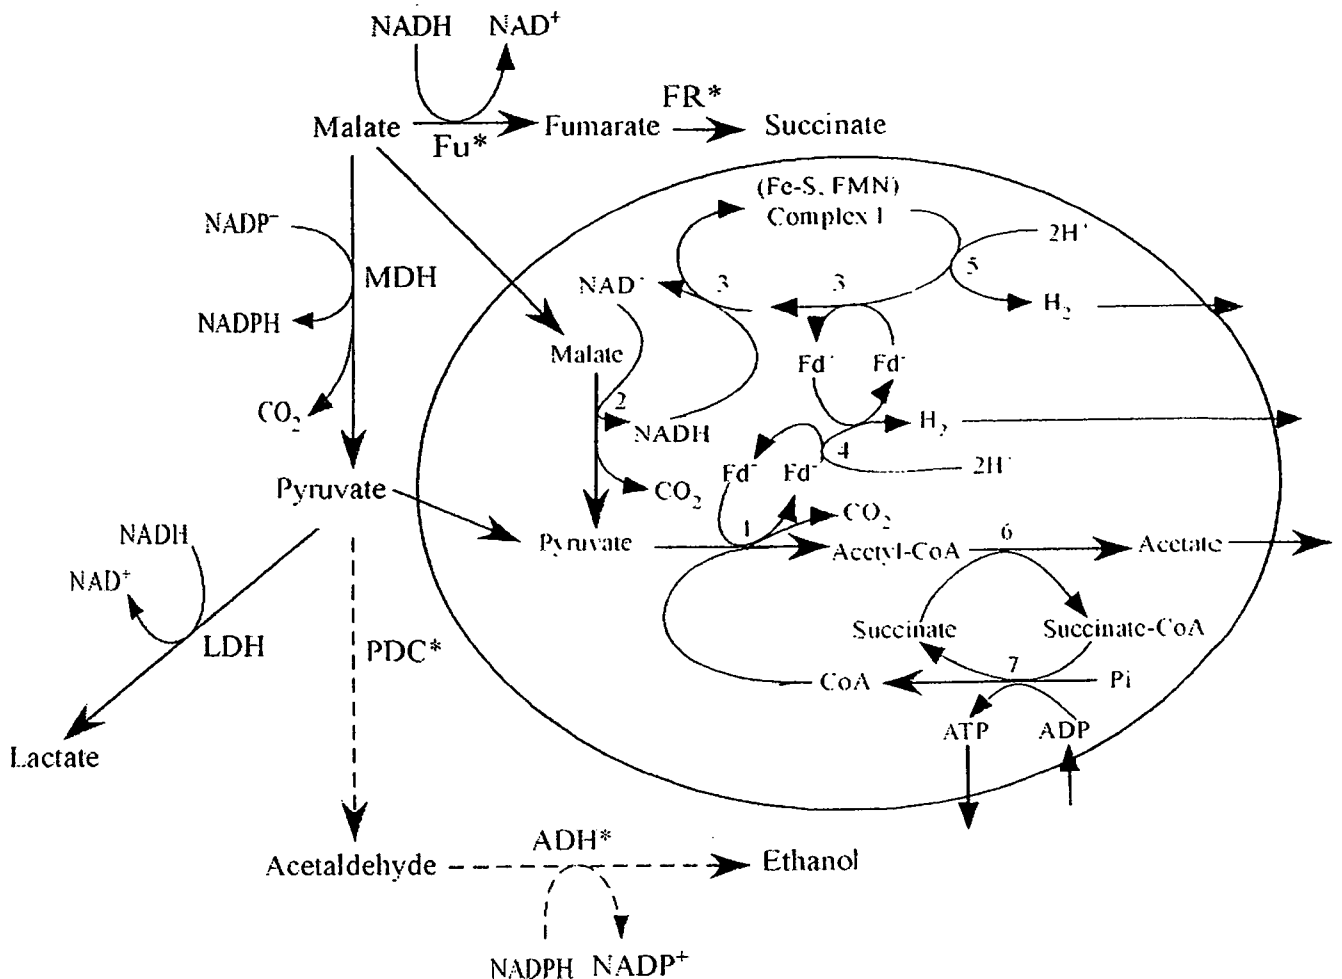 NADH NAD⁺
FR*
Malate Fumarate Succinate
Fu*
(Fe-S, FMN)
Complex I
NADP⁻
2H⁺
MDH
NAD⁺ 3 3 5
NADPH
H₂
Malate
Fd⁺ Fd⁻
CO₂
2
NADH
H₂
4
Fd⁻ Fd⁻
2H⁺
Pyruvate
CO₂
CO₂
NADH
1
Pyruvate
Acetyl-CoA
6
Acetate
NAD⁺
LDH
PDC*
Succinate
Succinate-CoA
7
CoA
Pi
ATP ADP
Lactate
ADH*
Acetaldehyde
Ethanol
NADPH NADP⁺